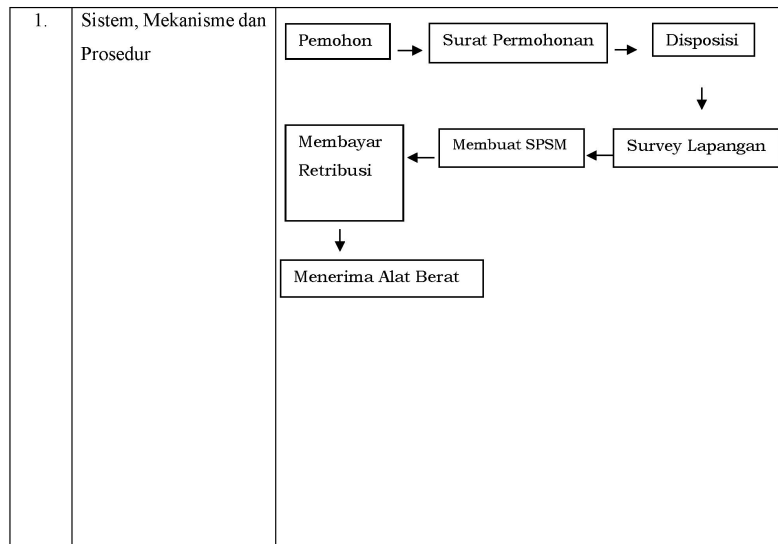 1.
Sistem, Mekanisme dan
Prosedur
Pemohon
Surat Permohonan
Disposisi
Survey Lapangan
Membuat SPSM
Membayar
Retribusi
Menerima Alat Berat